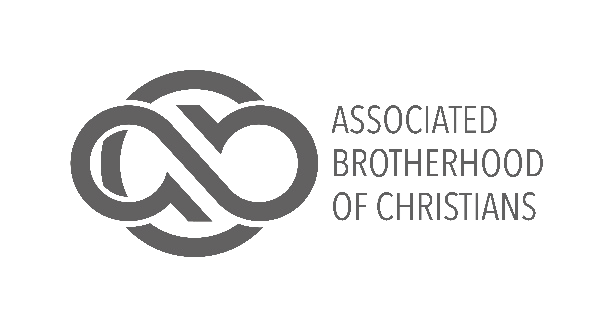 ASSOCIATED
BROTHERHOOD
OF CHRISTIANS